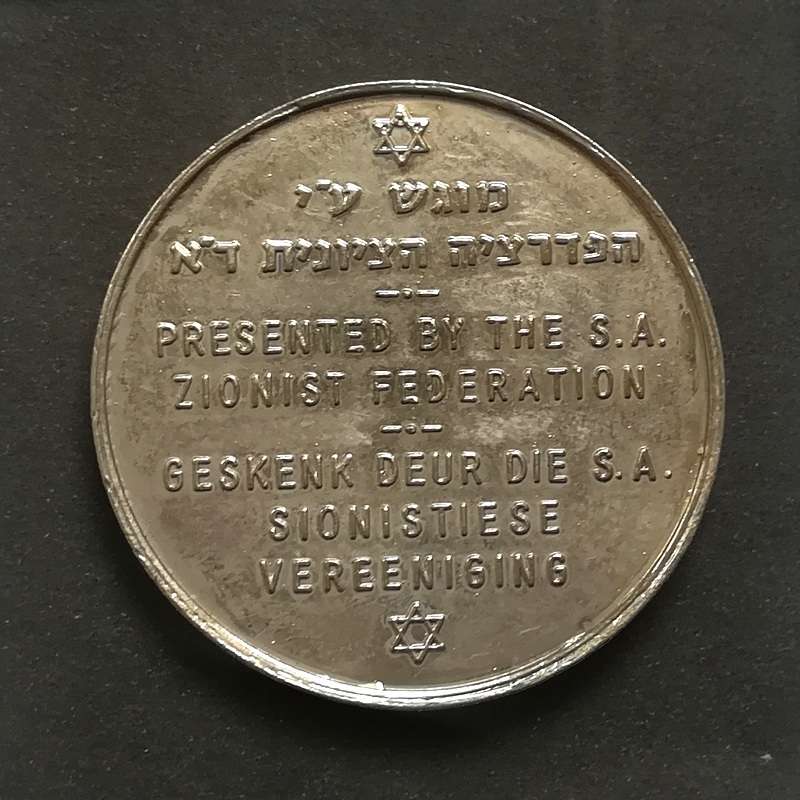 מוגש ע"י
הפדרציה הציונית ד"א
PRESENTED BY THE S.A.
ZIONIST FEDERATION
GESKENK DEUR DIE S.A.
SIONISTIESE
VEREENIGING